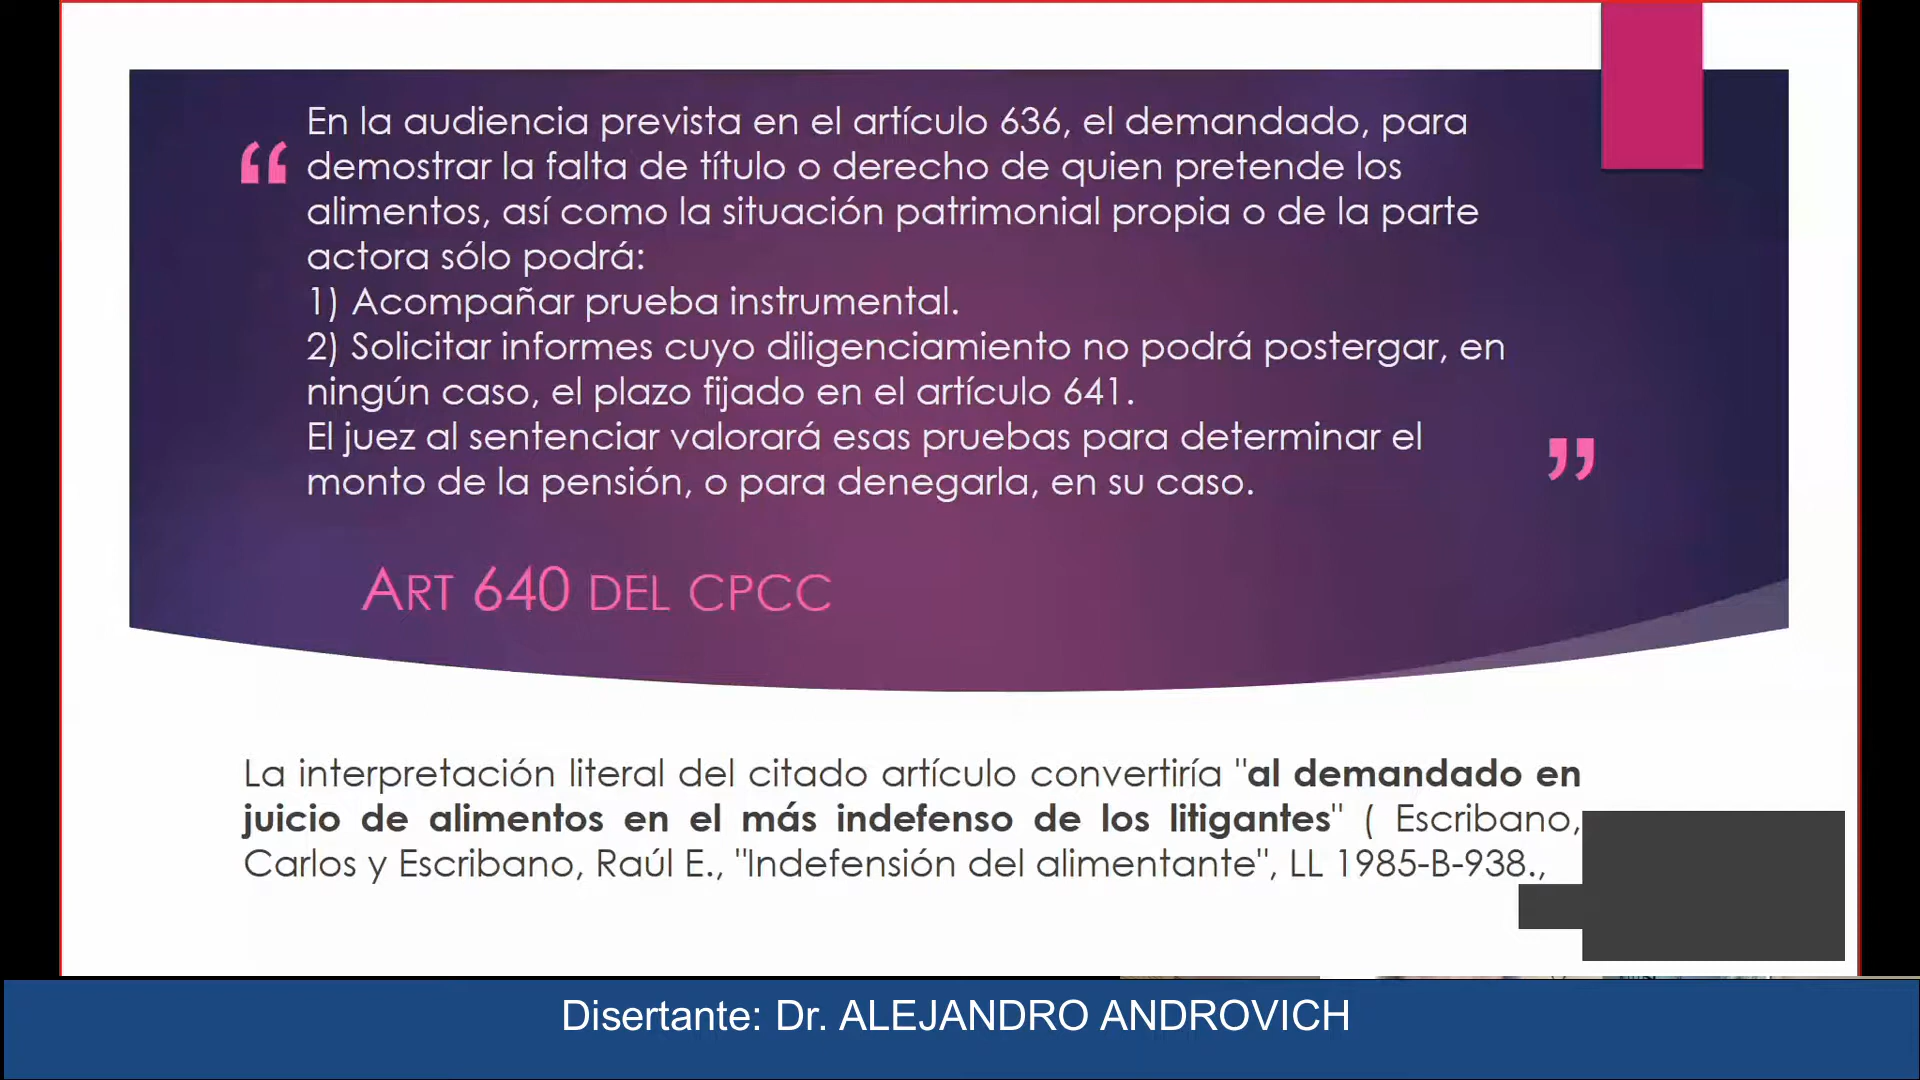 “ En la audiencia prevista en el artículo 636, el demandado, para
demostrar la falta de título o derecho de quien pretende los
alimentos, así como la situación patrimonial propia o de la parte
actora sólo podrá:
1) Acompañar prueba instrumental.
2) Solicitar informes cuyo diligenciamiento no podrá postergar, en
ningún caso, el plazo fijado en el artículo 641.
El juez al sentenciar valorará esas pruebas para determinar el
monto de la pensión, o para denegarla, en su caso. ”
ART 640 DEL CPCC
La interpretación literal del citado artículo convertiría "al demandado en
juicio de alimentos en el más indefenso de los litigantes" ( Escribano,
Carlos y Escribano, Raúl E., "Indefensión del alimentante", LL 1985-B-938.,
Disertante: Dr. ALEJANDRO ANDROVICH